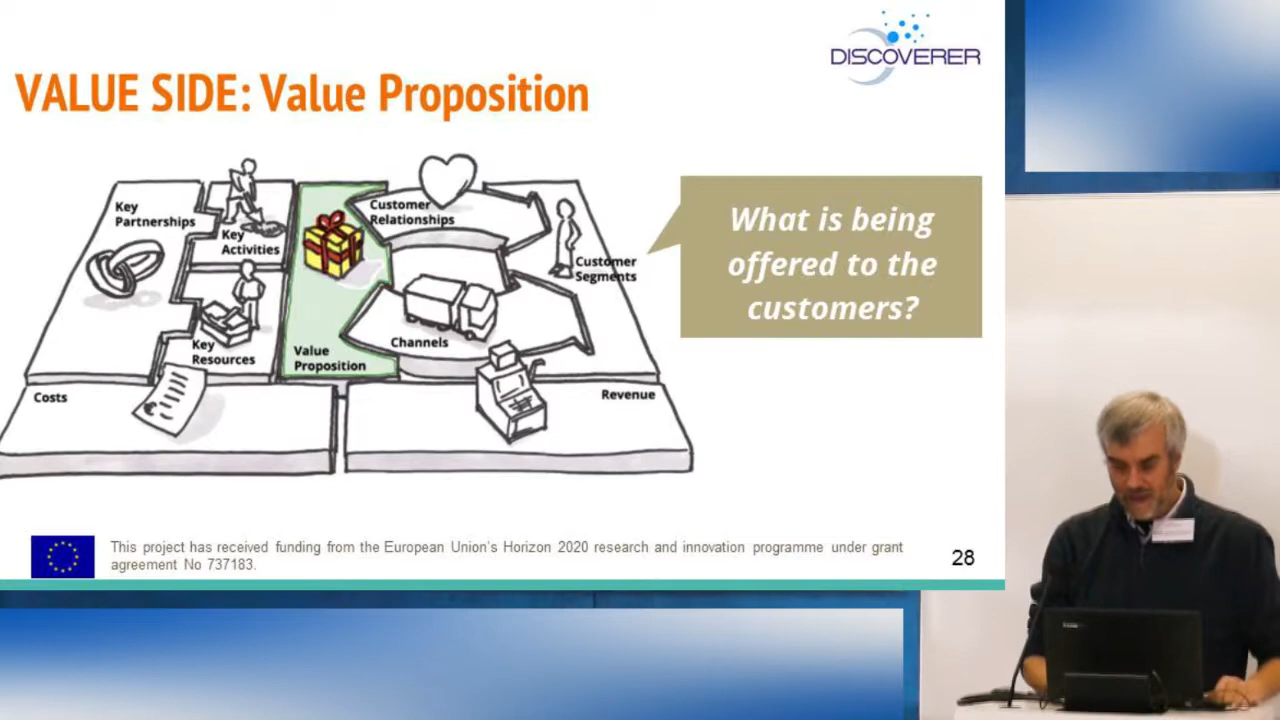 DISCOVERER
VALUE SIDE: Value Proposition
Key
Partnerships
Key
Activities
Key
Resources
Value
Proposition
Customer
Relationships
Channels
Customer
Segments
Costs
Revenue
What is being
offered to the
customers?
This project has received funding from the European Union's Horizon 2020 research and innovation programme under grant
agreement No 737183.
28